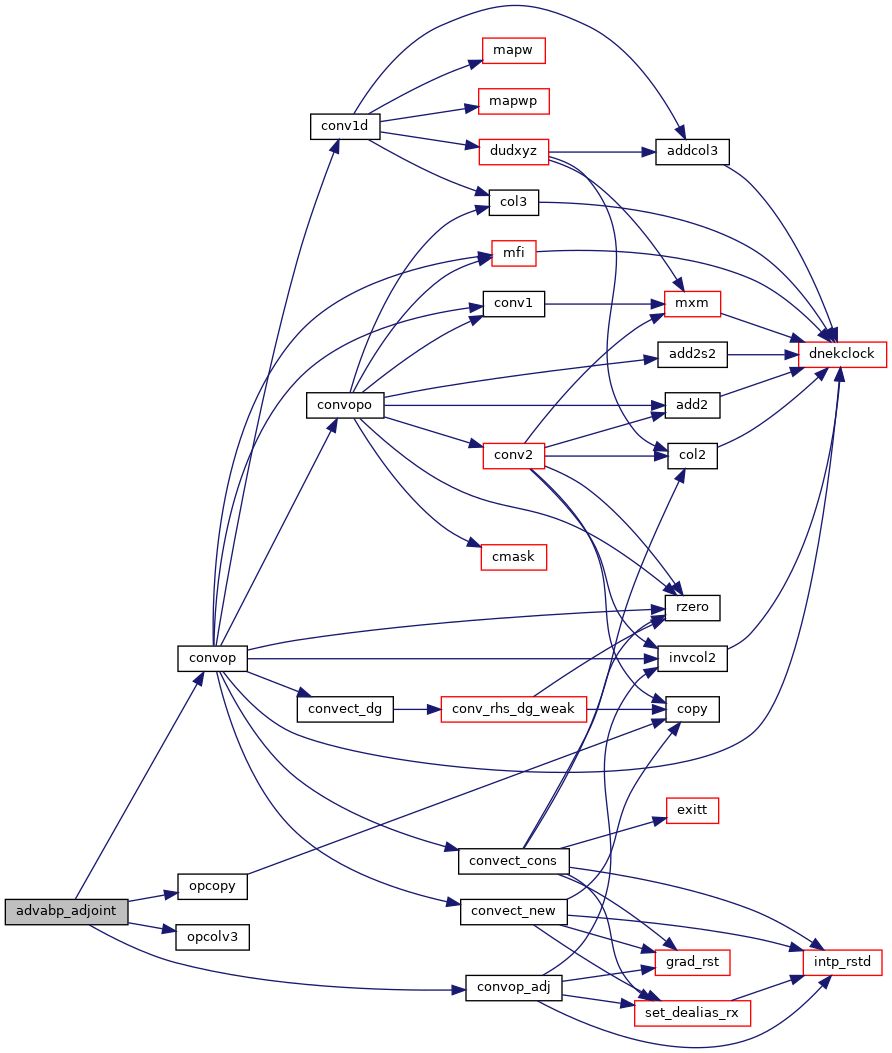 mapw
mapwp
conv1d
dudxyz
addcol3
col3
mfi
conv1
mxm
add2s2
dnekclock
convopo
add2
conv2
col2
cmask
rzero
convop
invcol2
convect_dg
conv_rhs_dg_weak
copy
exitt
convect_cons
opcopy
advabp_adjoint
convect_new
opcolv3
grad_rst
intp_rstd
convop_adj
set_dealias_rx